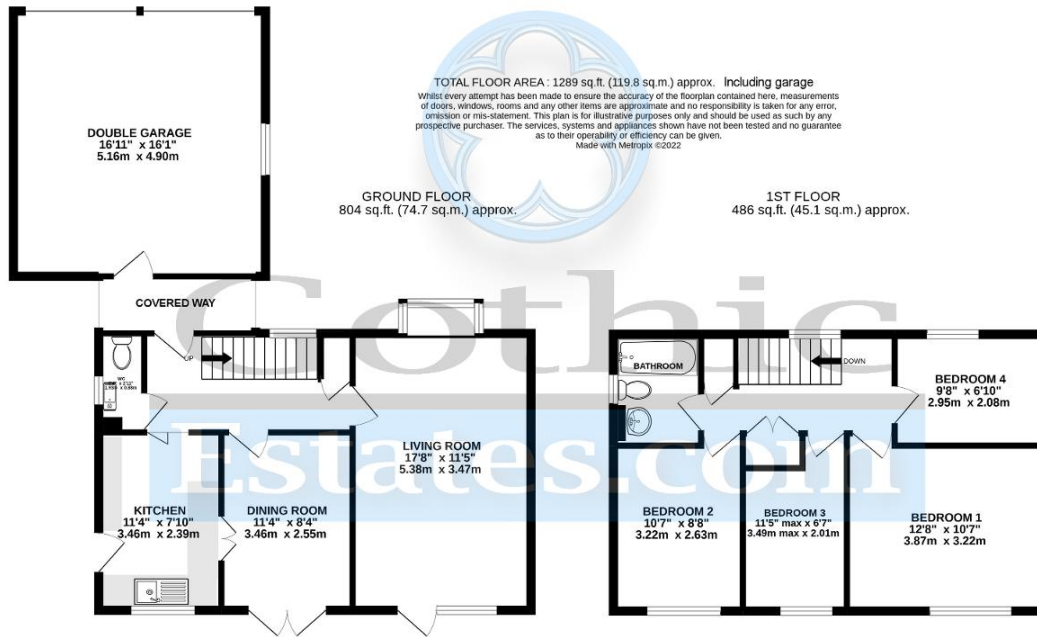 TOTAL FLOOR AREA : 1289 sq.ft. (119.8 sq.m.) approx. Including garage
Whilst every attempt has been made to ensure the accuracy of the floorplan contained here, measurements
of doors, windows, rooms and any other items are approximate and no responsibility is taken for any error,
omission or mis-statement. This plan is for illustrative purposes only and should be used as such by any
prospective purchaser. The services, systems and appliances shown have not been tested and no guarantee
as to their operability or efficiency can be given.
Made with Metropix ©2022
DOUBLE GARAGE
16'11" x 16'1"
5.16m x 4.90m
GROUND FLOOR
804 sq.ft. (74.7 sq.m.) approx.
1ST FLOOR
486 sq.ft. (45.1 sq.m.) approx.
COVERED WAY
Gothic
Estates.com
UP
WC
LIVING ROOM
17'8" x 11'5"
5.38m x 3.47m
KITCHEN
11'4" x 7'10"
3.46m x 2.39m
DINING ROOM
11'4" x 8'4"
3.46m x 2.55m
BATHROOM
DOWN
BEDROOM 4
9'8" x 6'10"
2.95m x 2.08m
BEDROOM 2
10'7" x 8'8"
3.22m x 2.63m
BEDROOM 3
11'5" max x 6'7"
3.49m max x 2.01m
BEDROOM 1
12'8" x 10'7"
3.87m x 3.22m